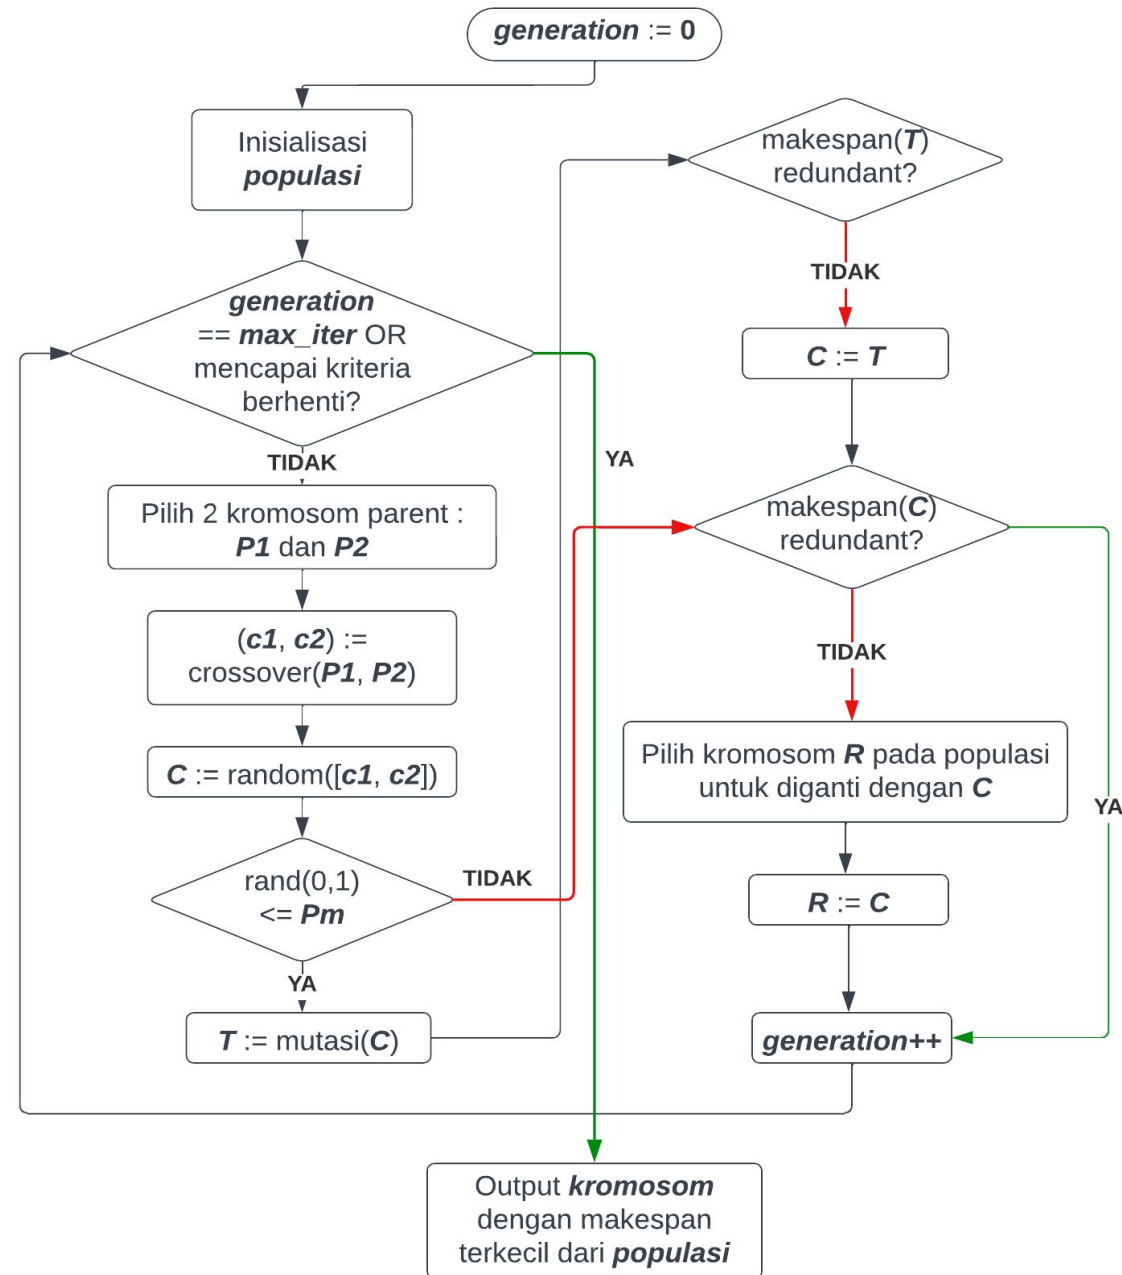 generation := 0
Inisialisasi
populasi
generation
== max_iter OR
mencapai kriteria
berhenti?
TIDAK
YA
Pilih 2 kromosom parent :
P1 dan P2
(c1, c2) :=
crossover(P1, P2)
C := random([c1, c2])
rand(0,1)
<= Pm
TIDAK
YA
T := mutasi(C)
makespan(T)
redundant?
TIDAK
C := T
makespan(C)
redundant?
TIDAK
YA
Pilih kromosom R pada populasi
untuk diganti dengan C
R := C
generation++
Output kromosom
dengan makespan
terkecil dari populasi